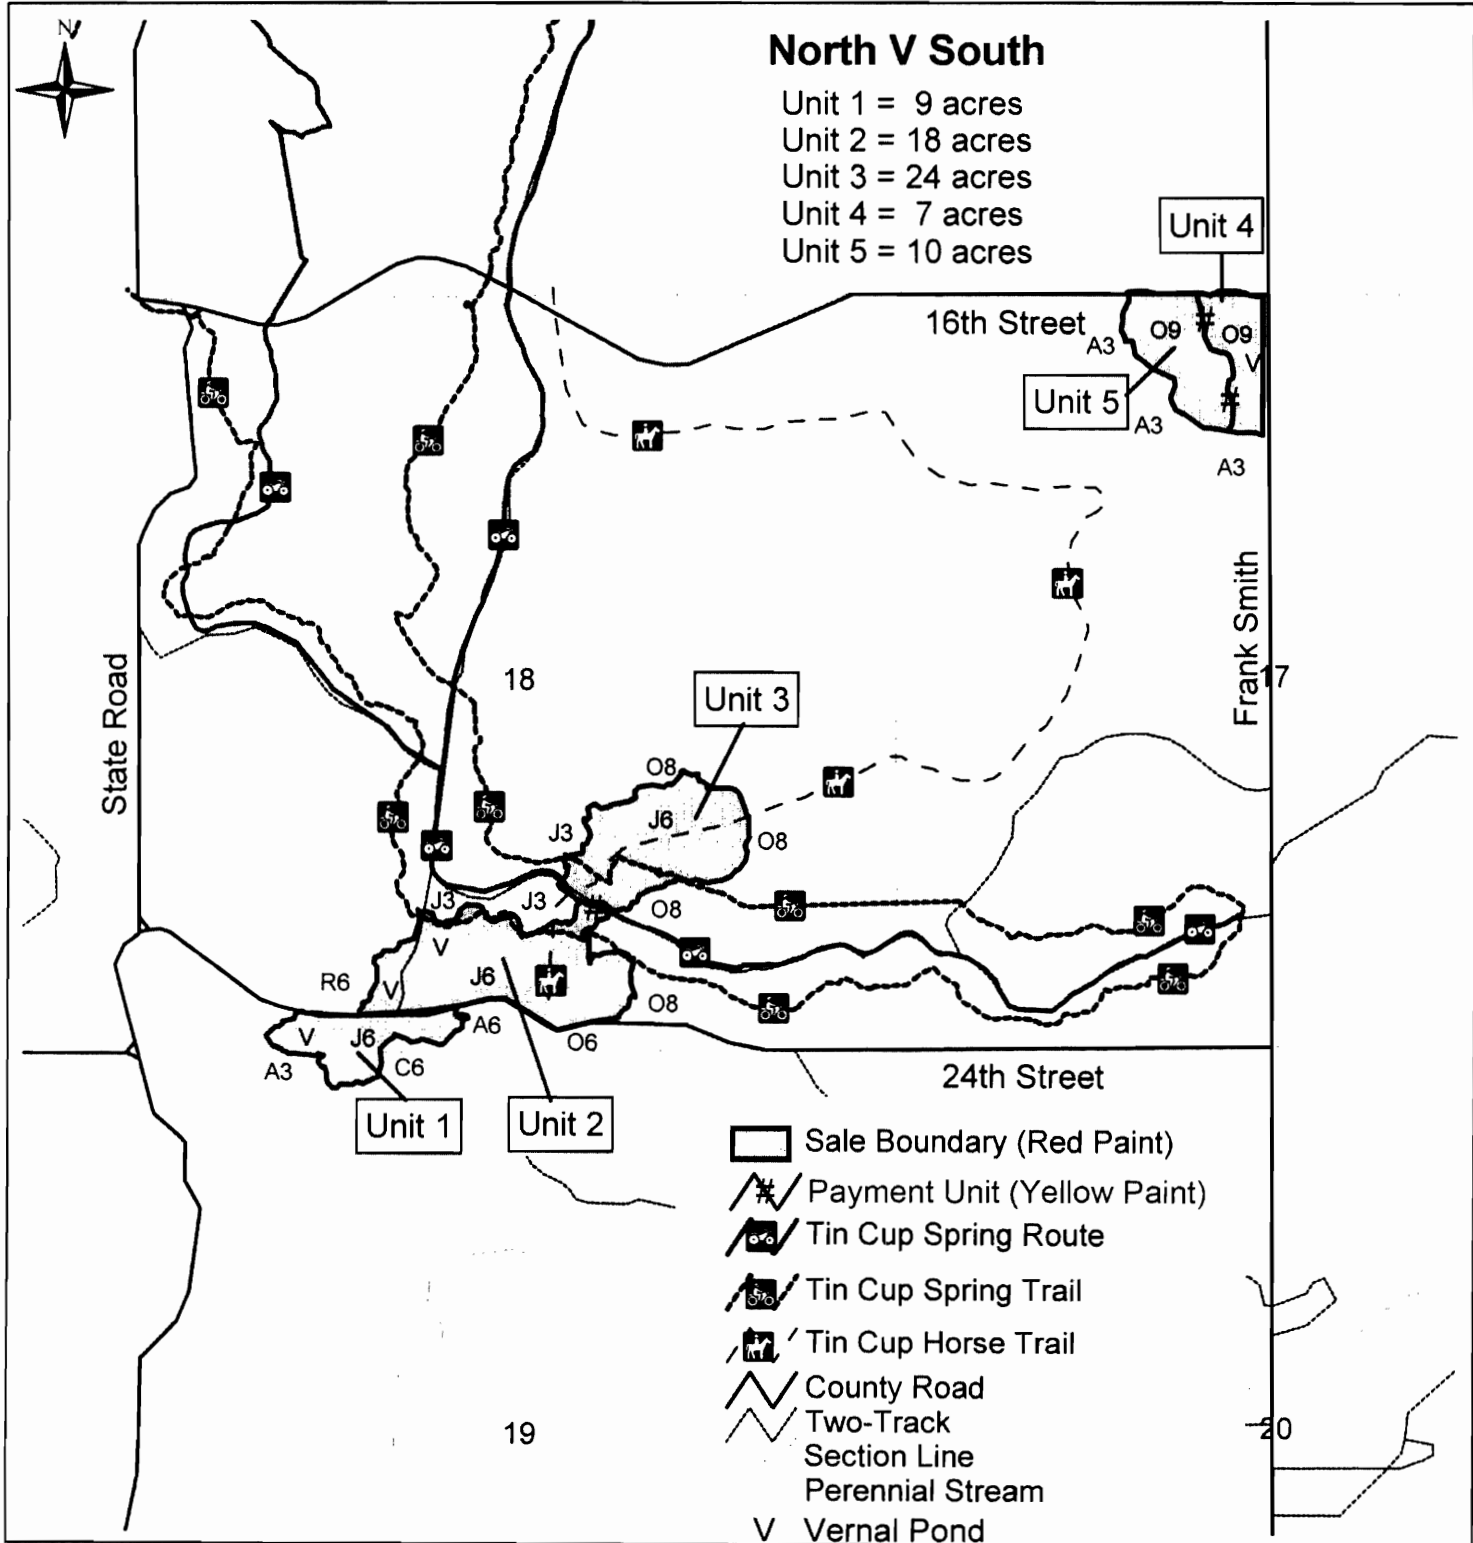 N
North V South
Unit 1 = 9 acres
Unit 2 = 18 acres
Unit 3 = 24 acres
Unit 4 = 7 acres
Unit 5 = 10 acres
Unit 4
16th Street
A3
O9
O9
V
Unit 5
A3
A3
State Road
18
Frank Smith
17
Unit 3
O8
J3
J6
O8
J3
J3
O8
V
R6
V
J6
O8
V
J6
A6
O6
A3
C6
24th Street
Unit 1
Unit 2
Sale Boundary (Red Paint)
Payment Unit (Yellow Paint)
Tin Cup Spring Route
Tin Cup Spring Trail
Tin Cup Horse Trail
County Road
Two-Track
Section Line
Perennial Stream
V Vernal Pond
19
20